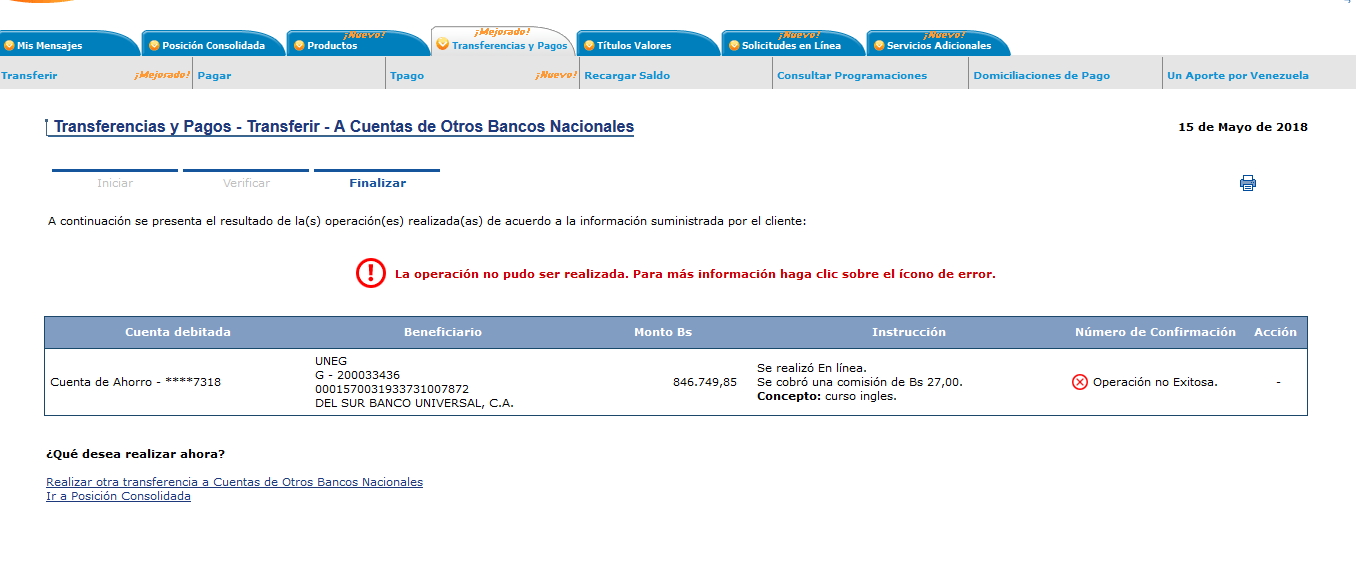 ¡Mejorado!
¡Nuevo!
¡Nuevo!
¡Nuevo!
Mis Mensajes
Posición Consolidada
Productos
Transferencias y Pagos
Títulos Valores
Solicitudes en Línea
Servicios Adicionales
Transferir ¡Mejorado!
Pagar
Tpago ¡Nuevo!
Recargar Saldo
Consultar Programaciones
Domiciliaciones de Pago
Un Aporte por Venezuela
Transferencias y Pagos - Transferir - A Cuentas de Otros Bancos Nacionales
15 de Mayo de 2018
Iniciar
Verificar
Finalizar
A continuación se presenta el resultado de la(s) operación(es) realizada(as) de acuerdo a la información suministrada por el cliente:
La operación no pudo ser realizada. Para más información haga clic sobre el ícono de error.
Cuenta debitada
Beneficiario
Monto Bs
Instrucción
Número de Confirmación
Acción
Cuenta de Ahorro - ****7318
UNEG
G - 200033436
0001570031933731007872
DEL SUR BANCO UNIVERSAL, C.A.
846.749,85
Se realizó En línea.
Se cobró una comisión de Bs 27,00.
Concepto: curso ingles.
Operación no Exitosa.
-
¿Qué desea realizar ahora?
Realizar otra transferencia a Cuentas de Otros Bancos Nacionales
Ir a Posición Consolidada